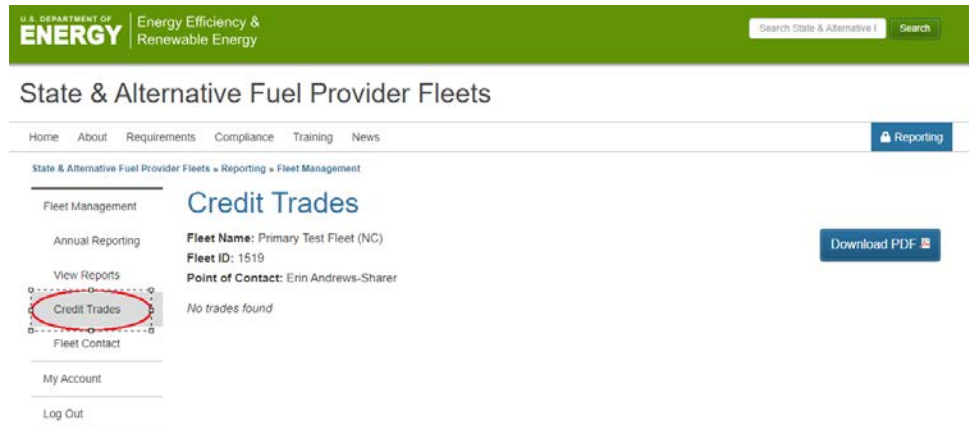 U.S. DEPARTMENT OF
ENERGY
Energy Efficiency &
Renewable Energy
Search State & Alternative
Search
State & Alternative Fuel Provider Fleets
Home About Requirements Compliance Training News
Reporting
State & Alternative Fuel Provider Fleets » Reporting » Fleet Management
Fleet Management
Annual Reporting
View Reports
Credit Trades
Fleet Contact
My Account
Log Out
Credit Trades
Fleet Name: Primary Test Fleet (NC)
Fleet ID: 1519
Point of Contact: Erin Andrews-Sharer
No trades found
Download PDF